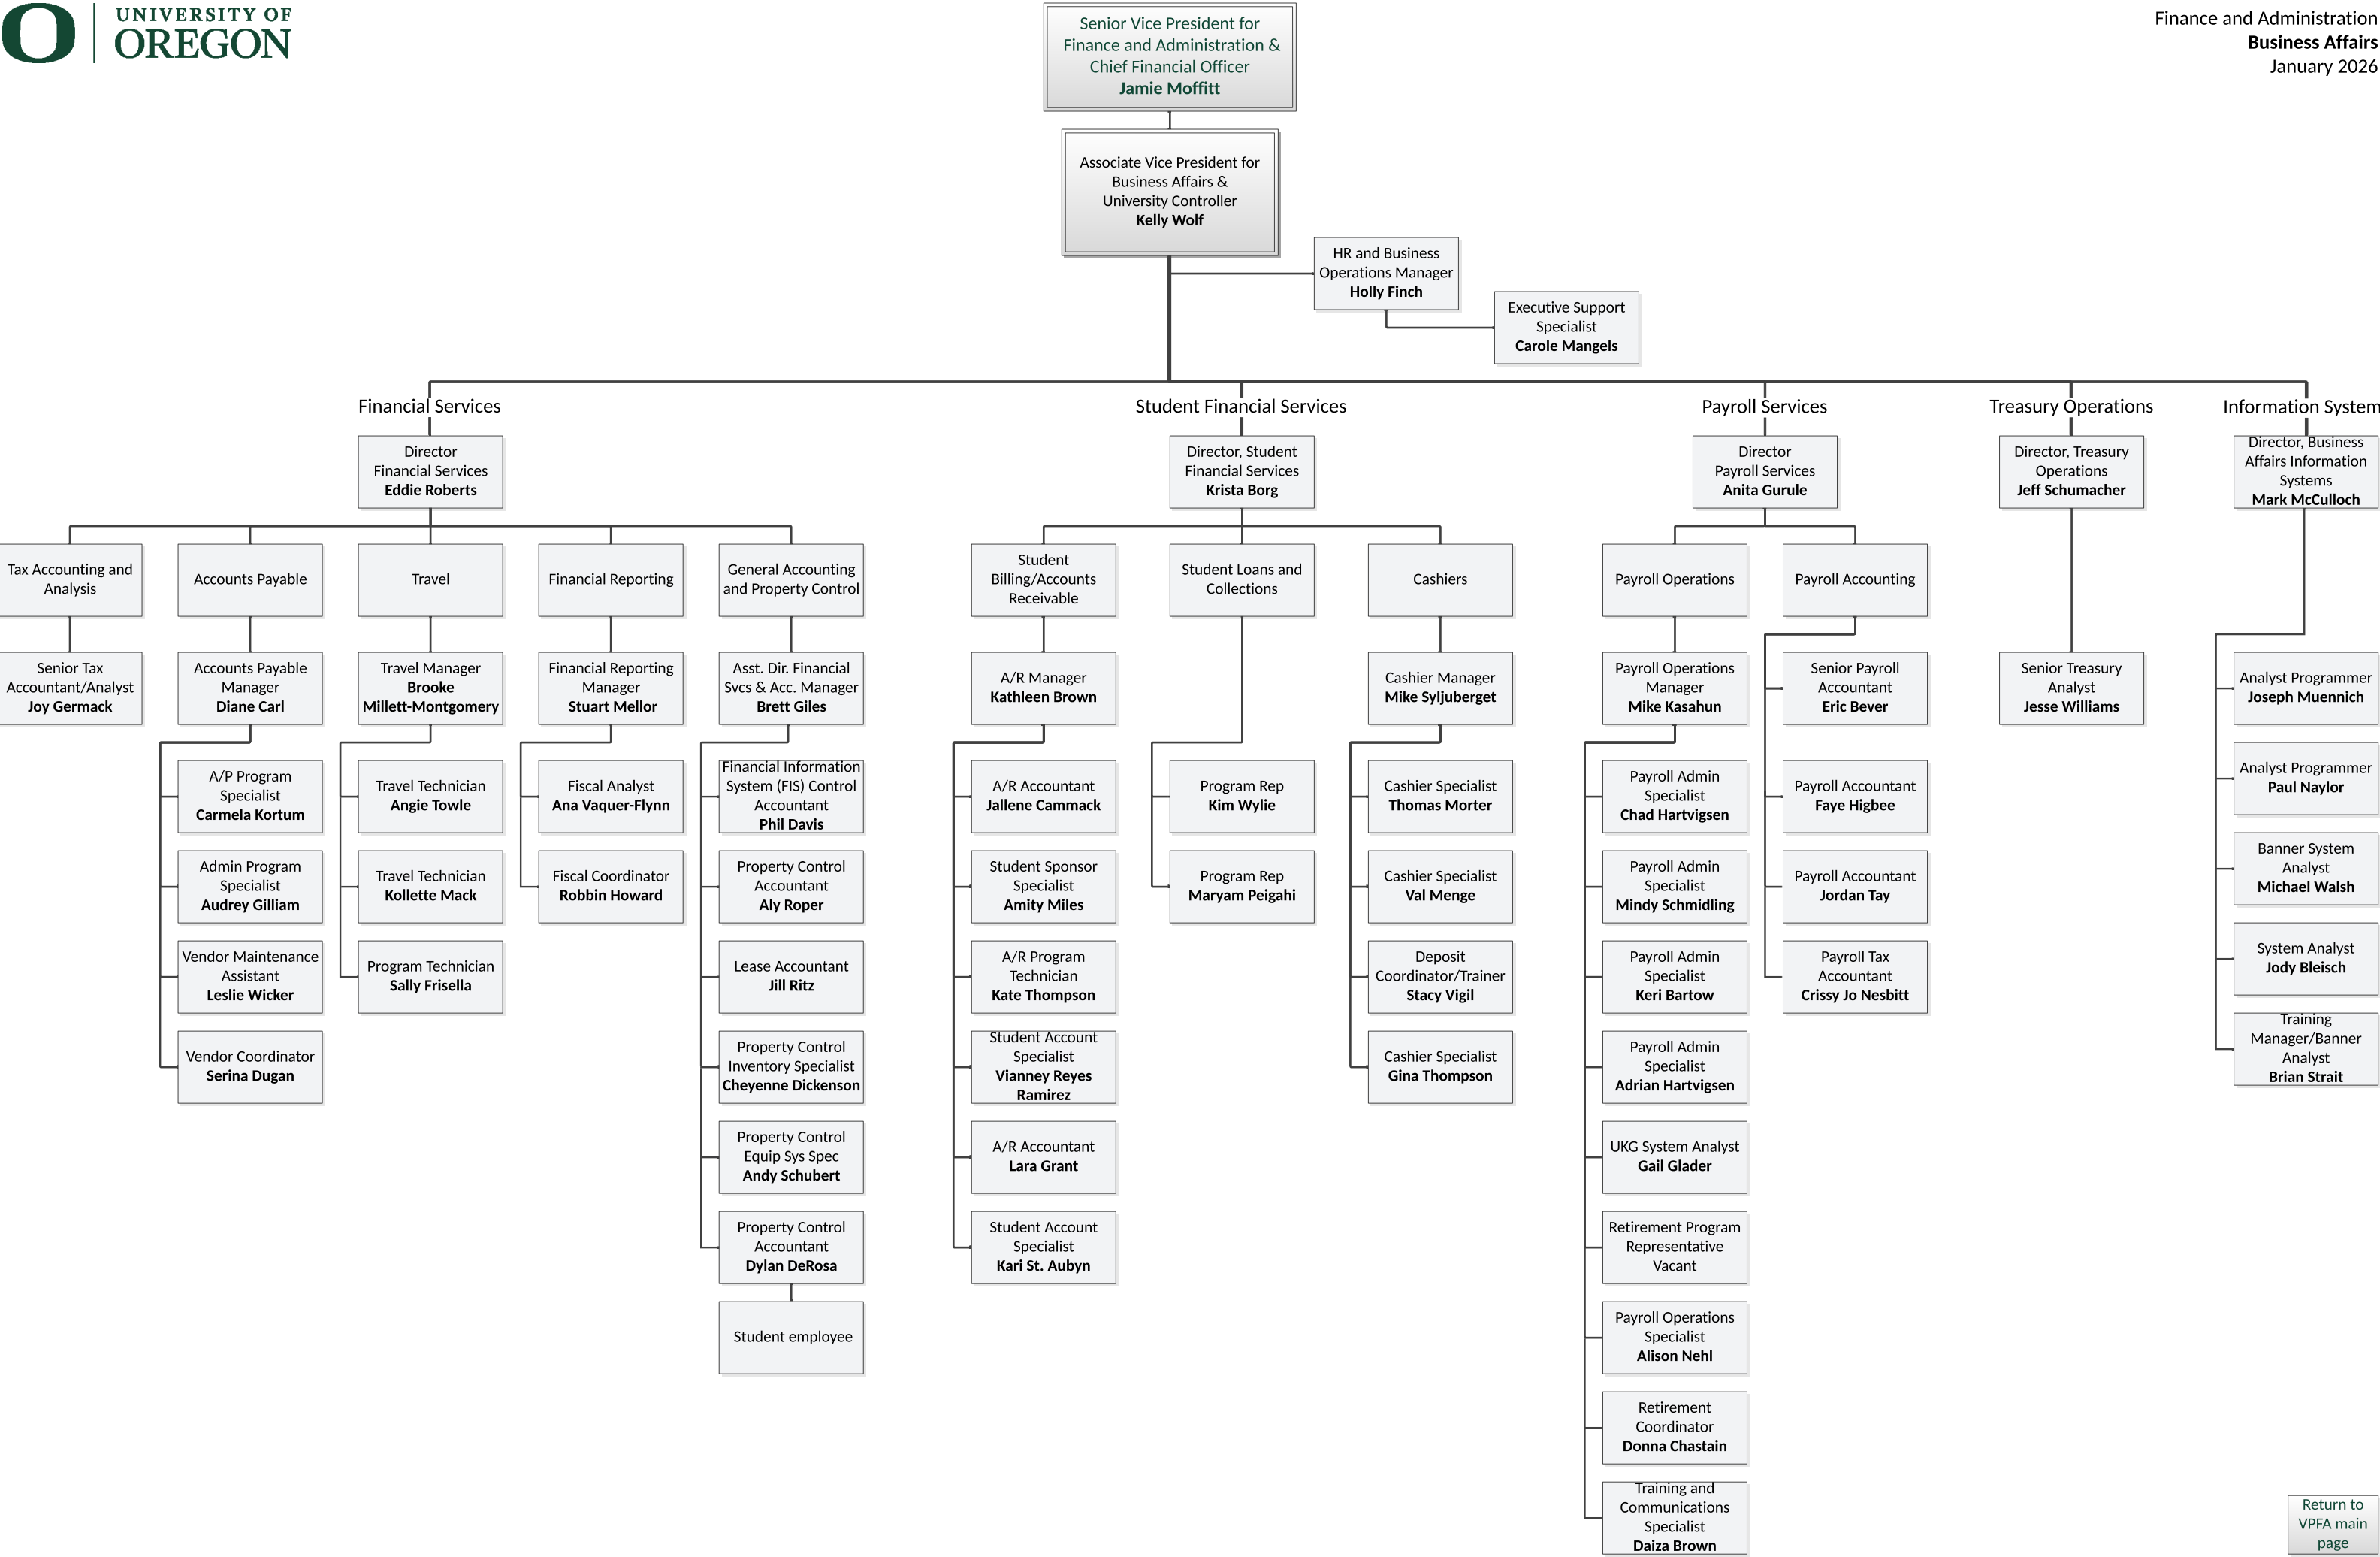 UNIVERSITY OF
OREGON
Senior Vice President for
Finance and Administration &
Chief Financial Officer
Jamie Moffitt
Finance and Administration
Business Affairs
January 2026
Associate Vice President for
Business Affairs &
University Controller
Kelly Wolf
HR and Business
Operations Manager
Holly Finch
Executive Support
Specialist
Carole Mangels
Financial Services
Director
Financial Services
Eddie Roberts
Tax Accounting and
Analysis
Senior Tax
Accountant/Analyst
Joy Germack
Accounts Payable
Accounts Payable
Manager
Diane Carl
A/P Program
Specialist
Carmela Kortum
Admin Program
Specialist
Audrey Gilliam
Vendor Maintenance
Assistant
Leslie Wicker
Vendor Coordinator
Serina Dugan
Travel
Travel Manager
Brooke
Millett-Montgomery
Travel Technician
Angie Towle
Travel Technician
Kollette Mack
Program Technician
Sally Frisella
Financial Reporting
Financial Reporting
Manager
Stuart Mellor
Fiscal Analyst
Ana Vaquer-Flynn
Fiscal Coordinator
Robbin Howard
General Accounting
and Property Control
Asst. Dir. Financial
Svcs & Acc. Manager
Brett Giles
Financial Information
System (FIS) Control
Accountant
Phil Davis
Property Control
Accountant
Aly Roper
Lease Accountant
Jill Ritz
Property Control
Inventory Specialist
Cheyenne Dickenson
Property Control
Equip Sys Spec
Andy Schubert
Property Control
Accountant
Dylan DeRosa
Student employee
Student Financial Services
Director, Student
Financial Services
Krista Borg
Student
Billing/Accounts
Receivable
A/R Manager
Kathleen Brown
A/R Accountant
Jallene Cammack
Student Sponsor
Specialist
Amity Miles
A/R Program
Technician
Kate Thompson
Student Account
Specialist
Vianney Reyes
Ramirez
A/R Accountant
Lara Grant
Student Account
Specialist
Kari St. Aubyn
Student Loans and
Collections
Program Rep
Kim Wylie
Program Rep
Maryam Peigahi
Cashiers
Cashier Manager
Mike Syljuberget
Cashier Specialist
Thomas Morter
Cashier Specialist
Val Menge
Deposit
Coordinator/Trainer
Stacy Vigil
Cashier Specialist
Gina Thompson
Payroll Services
Director
Payroll Services
Anita Gurule
Payroll Operations
Payroll Operations
Manager
Mike Kasahun
Payroll Admin
Specialist
Chad Hartvigsen
Payroll Admin
Specialist
Mindy Schmidling
Payroll Admin
Specialist
Keri Bartow
Payroll Admin
Specialist
Adrian Hartvigsen
UKG System Analyst
Gail Glader
Retirement Program
Representative
Vacant
Payroll Operations
Specialist
Alison Nehl
Retirement
Coordinator
Donna Chastain
Training and
Communications
Specialist
Daiza Brown
Payroll Accounting
Senior Payroll
Accountant
Eric Bever
Payroll Accountant
Faye Higbee
Payroll Accountant
Jordan Tay
Payroll Tax
Accountant
Crissy Jo Nesbitt
Treasury Operations
Director, Treasury
Operations
Jeff Schumacher
Senior Treasury
Analyst
Jesse Williams
Information System
Director, Business
Affairs Information
Systems
Mark McCulloch
Analyst Programmer
Joseph Muennich
Analyst Programmer
Paul Naylor
Banner System
Analyst
Michael Walsh
System Analyst
Jody Bleisch
Training
Manager/Banner
Analyst
Brian Strait
Return to
VPFA main
page